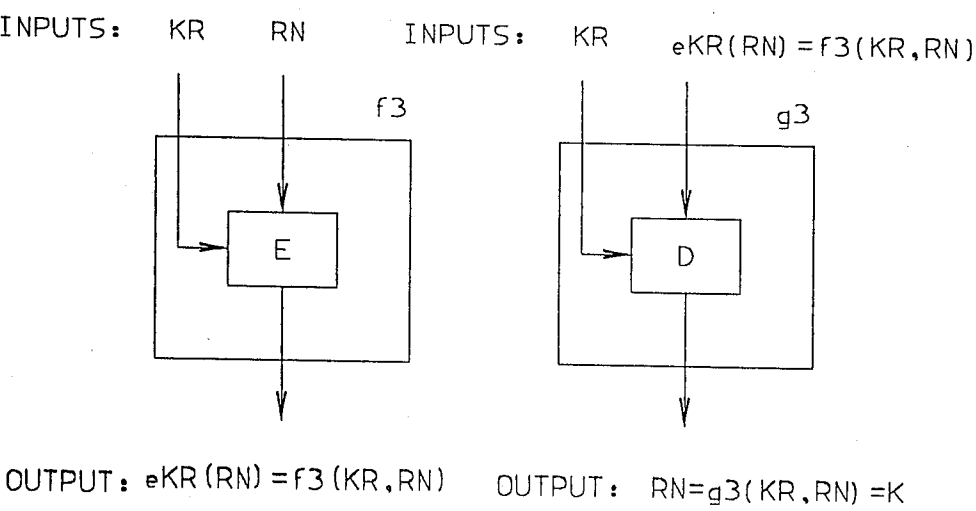 INPUTS: KR RN
f3
E
OUTPUT: eKR(RN)=f3(KR,RN)
INPUTS: KR eKR(RN)=f3(KR,RN)
g3
D
OUTPUT: RN=g3(KR,RN)=K